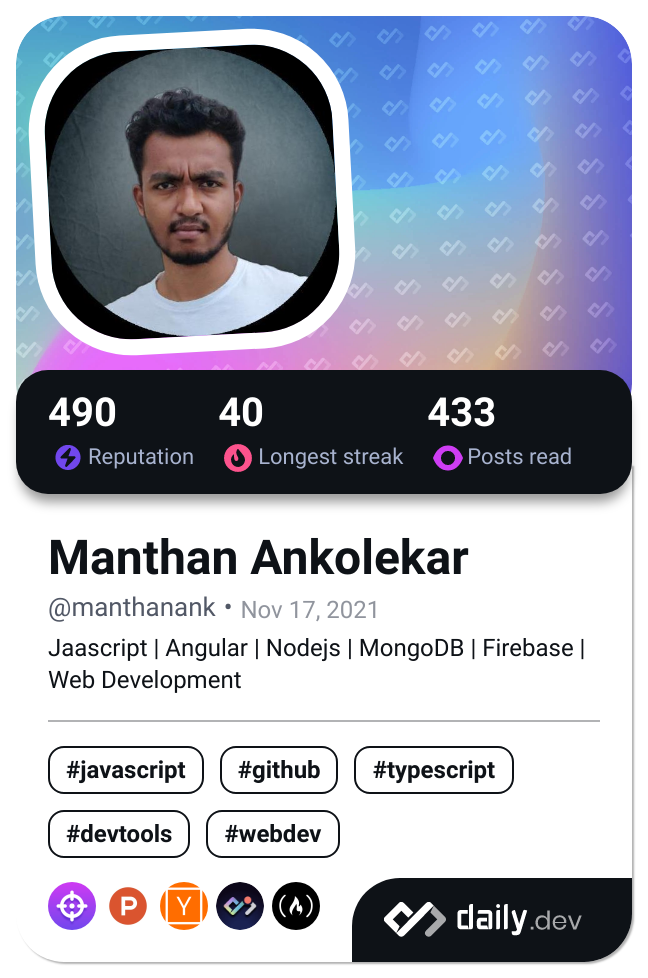 490 40 433
Reputation Longest streak Posts read
Manthan Ankolekar
@manthanank • Nov 17, 2021
Jaascript | Angular | Nodejs | MongoDB | Firebase |
Web Development
#javascript #github #typescript
#devtools #webdev
P Y
daily.dev